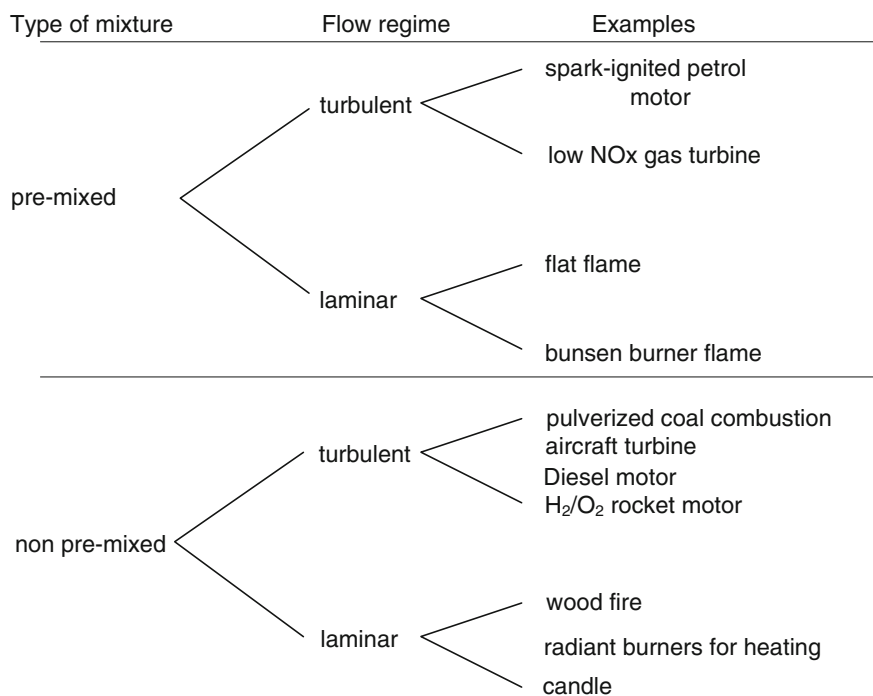 Type of mixture Flow regime Examples
spark-ignited petrol
motor
turbulent
low NOx gas turbine
pre-mixed
flat flame
laminar
bunsen burner flame
pulverized coal combustion
aircraft turbine
turbulent
Diesel motor
H₂/O₂ rocket motor
non pre-mixed
wood fire
laminar
radiant burners for heating
candle